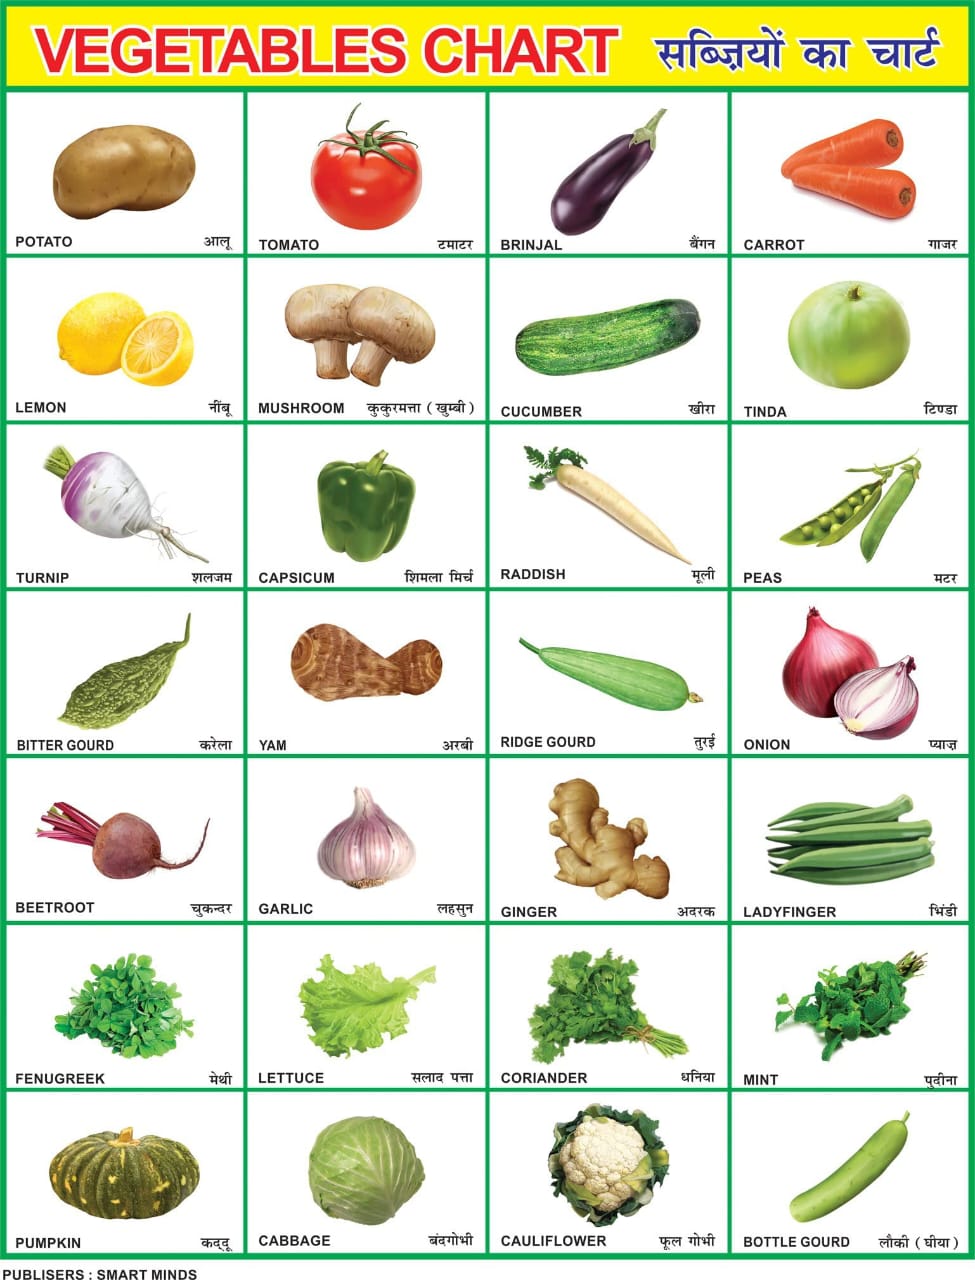 VEGETABLES CHART सब्ज़ियों का चार्ट
POTATO आलू
TOMATO टमाटर
BRINJAL बैंगन
CARROT गाजर
LEMON नींबू
MUSHROOM कुकुरमत्ता ( खुम्बी )
CUCUMBER खीरा
TINDA टिण्डा
TURNIP शलजम
CAPSICUM शिमला मिर्च
RADDISH मूली
PEAS मटर
BITTER GOURD करेला
YAM अरबी
RIDGE GOURD तुरई
ONION प्याज़
BEETROOT चुकन्दर
GARLIC लहसुन
GINGER अदरक
LADYFINGER भिंडी
FENUGREEK मेथी
LETTUCE सलाद पत्ता
CORIANDER धनिया
MINT पुदीना
PUMPKIN कद्दू
CABBAGE बंदगोभी
CAULIFLOWER फूल गोभी
BOTTLE GOURD लौकी ( घीया )
PUBLISERS : SMART MINDS